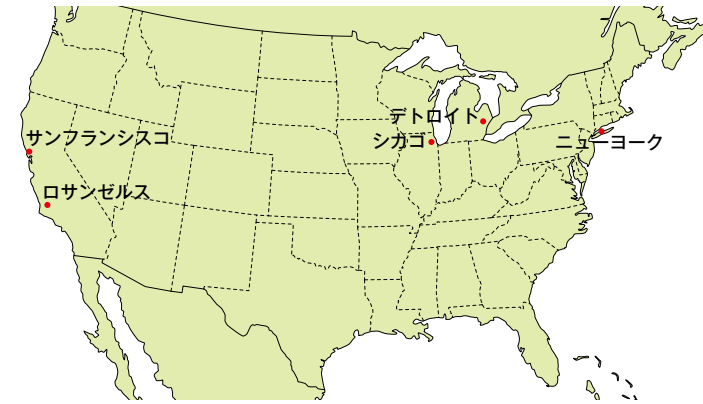 デトロイト
シカゴ
サンフランシスコ
ニューヨーク
ロサンゼルス